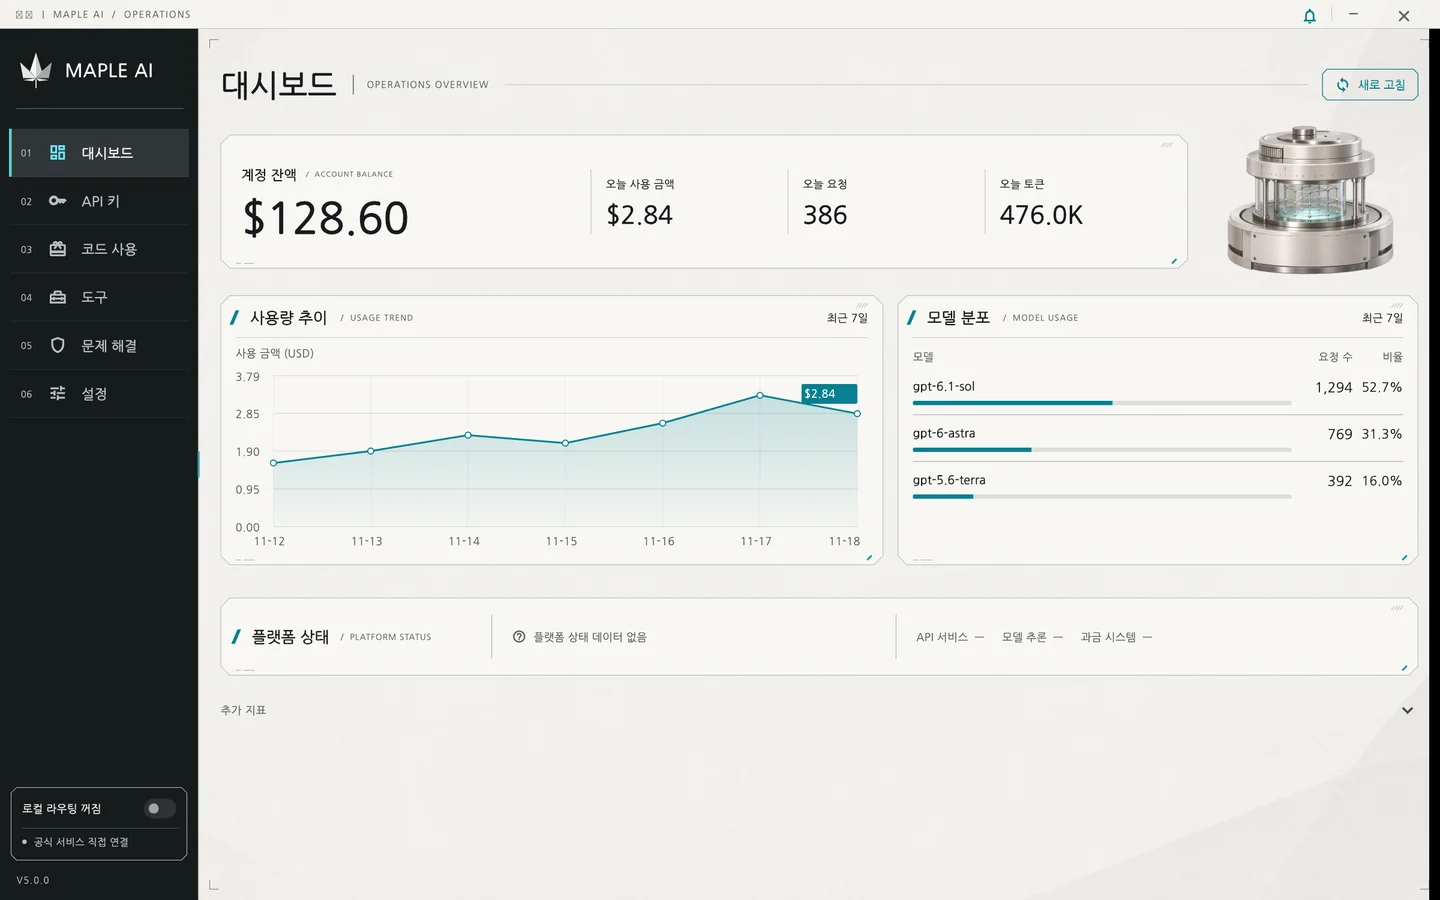 MAPLE AI / OPERATIONS
MAPLE AI
01 대시보드
02 API 키
03 코드 사용
04 도구
05 문제 해결
06 설정
로컬 라우팅 꺼짐
공식 서비스 직접 연결
V5.0.0
대시보드 | OPERATIONS OVERVIEW
새로 고침
계정 잔액 / ACCOUNT BALANCE
$128.60
오늘 사용 금액
$2.84
오늘 요청
386
오늘 토큰
476.0K
사용량 추이 / USAGE TREND
최근 7일
사용 금액 (USD)
3.79
2.85
1.90
0.95
0.00
$2.84
11-12 11-13 11-14 11-15 11-16 11-17 11-18
모델 분포 / MODEL USAGE
최근 7일
모델 요청 수 비율
gpt-6.1-sol 1,294 52.7%
gpt-6-astra 769 31.3%
gpt-5.6-terra 392 16.0%
플랫폼 상태 / PLATFORM STATUS
플랫폼 상태 데이터 없음
API 서비스 — 모델 추론 — 과금 시스템 —
추가 지표